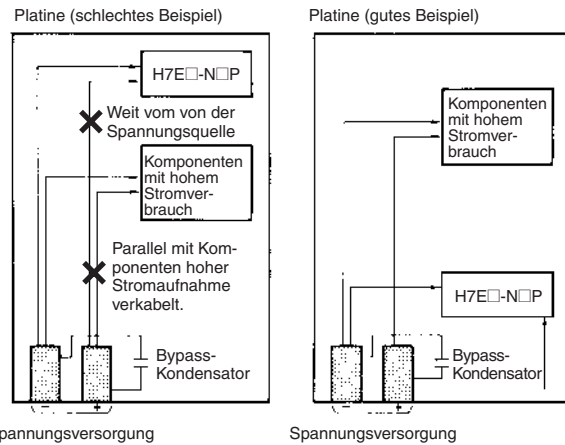 Platine (schlechtes Beispiel)
H7E□-N□P
Weit vom von der
Spannungsquelle
Komponenten
mit hohem
Stromver-
brauch
Parallel mit Kom-
ponenten hoher
Stromaufnahme
verkabelt.
Bypass-
Kondensator
pannungsversorgung
Platine (gutes Beispiel)
Komponenten
mit hohem
Stromver-
brauch
H7E□-N□P
Bypass-
Kondensator
Spannungsversorgung